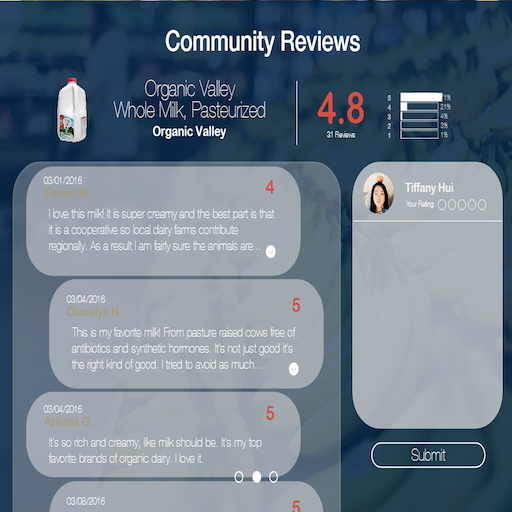 Community Reviews
Organic Valley
Whole Milk, Pasteurized
Organic Valley
4.8
31 Reviews
5 71%
4 21%
3 4%
2 3%
1 1%
03/01/2016
4
I love this milk! It is super creamy and the best part is that
it is a cooperative so local dairy farms contribute
regionally. As a result I am fairly sure the animals are...
03/04/2016
Dianelys N.
5
This is my favorite milk! From pasture raised cows free of
antibiotics and synthetic hormones. It's not just good it's
the right kind of good. I tried to avoid as much...
03/04/2016
Arlinda G.
5
It's so rich and creamy, like milk should be. It's my top
favorite brands of organic dairy. I love it.
03/08/2016
5
Tiffany Hui
Your Rating:
Submit